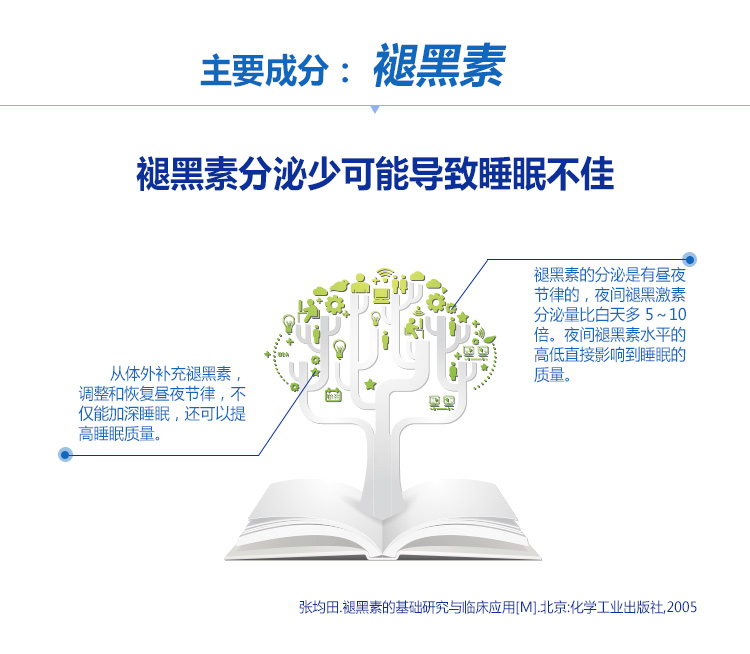 主要成分：褪黑素
褪黑素分泌少可能导致睡眠不佳
褪黑素的分泌是有昼夜
节律的，夜间褪黑激素
分泌量比白天多 5～10
倍。夜间褪黑素水平的
高低直接影响到睡眠的
质量。
从体外补充褪黑素，
调整和恢复昼夜节律，不
仅能加深睡眠，还可以提
高睡眠质量。
张均田.褪黑素的基础研究与临床应用[M].北京:化学工业出版社,2005